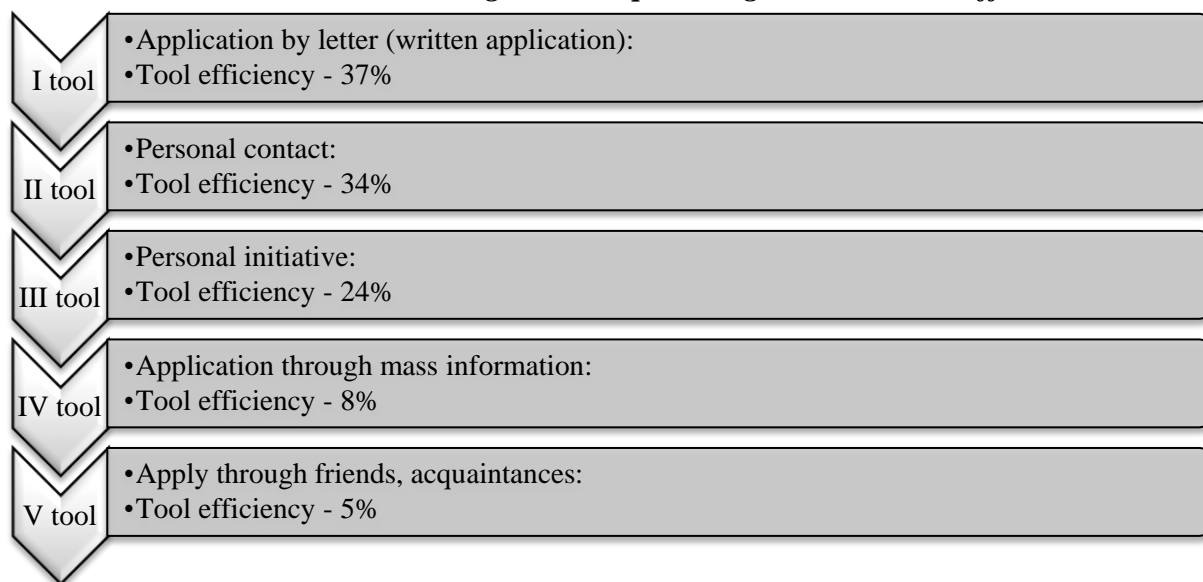 I tool
•Application by letter (written application):
•Tool efficiency - 37%
II tool
•Personal contact:
•Tool efficiency - 34%
III tool
•Personal initiative:
•Tool efficiency - 24%
IV tool
•Application through mass information:
•Tool efficiency - 8%
V tool
•Apply through friends, acquaintances:
•Tool efficiency - 5%